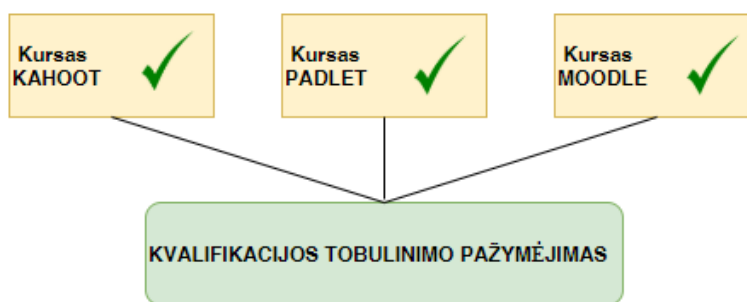 Kursas
KAHOOT
Kursas
PADLET
Kursas
MOODLE
KVALIFIKACIJOS TOBULINIMO PAŽYMĖJIMAS